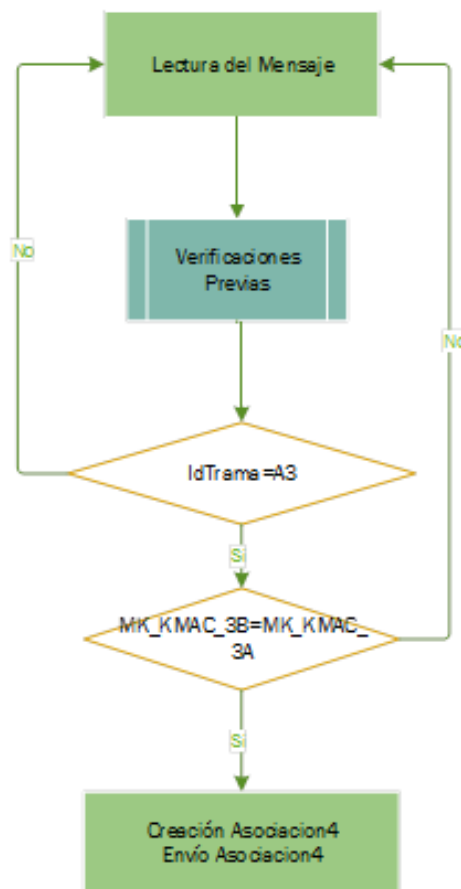 Lectura del Mensaje
No
Verificaciones
Previas
No
IdTrama=A3
Si
MK_KMAC_3B=MK_KMAC_
3A
Si
Creación Asociacion4
Envío Asociacion4